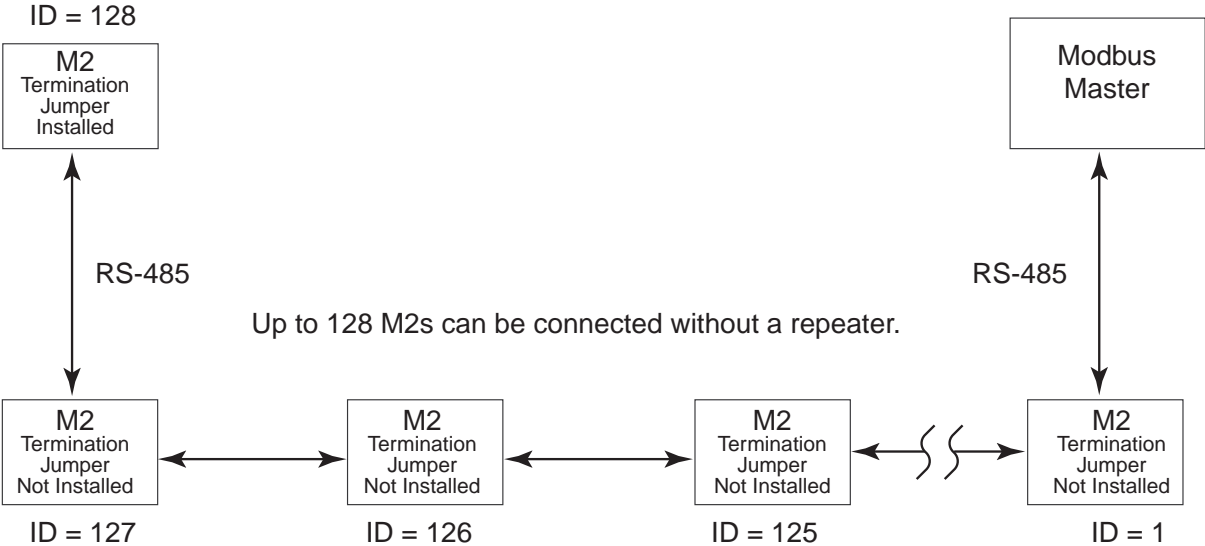 ID = 128
M2
Termination
Jumper
Installed
Modbus
Master
RS-485
RS-485
Up to 128 M2s can be connected without a repeater.
M2
Termination
Jumper
Not Installed
M2
Termination
Jumper
Not Installed
M2
Termination
Jumper
Not Installed
M2
Termination
Jumper
Not Installed
ID = 127
ID = 126
ID = 125
ID = 1